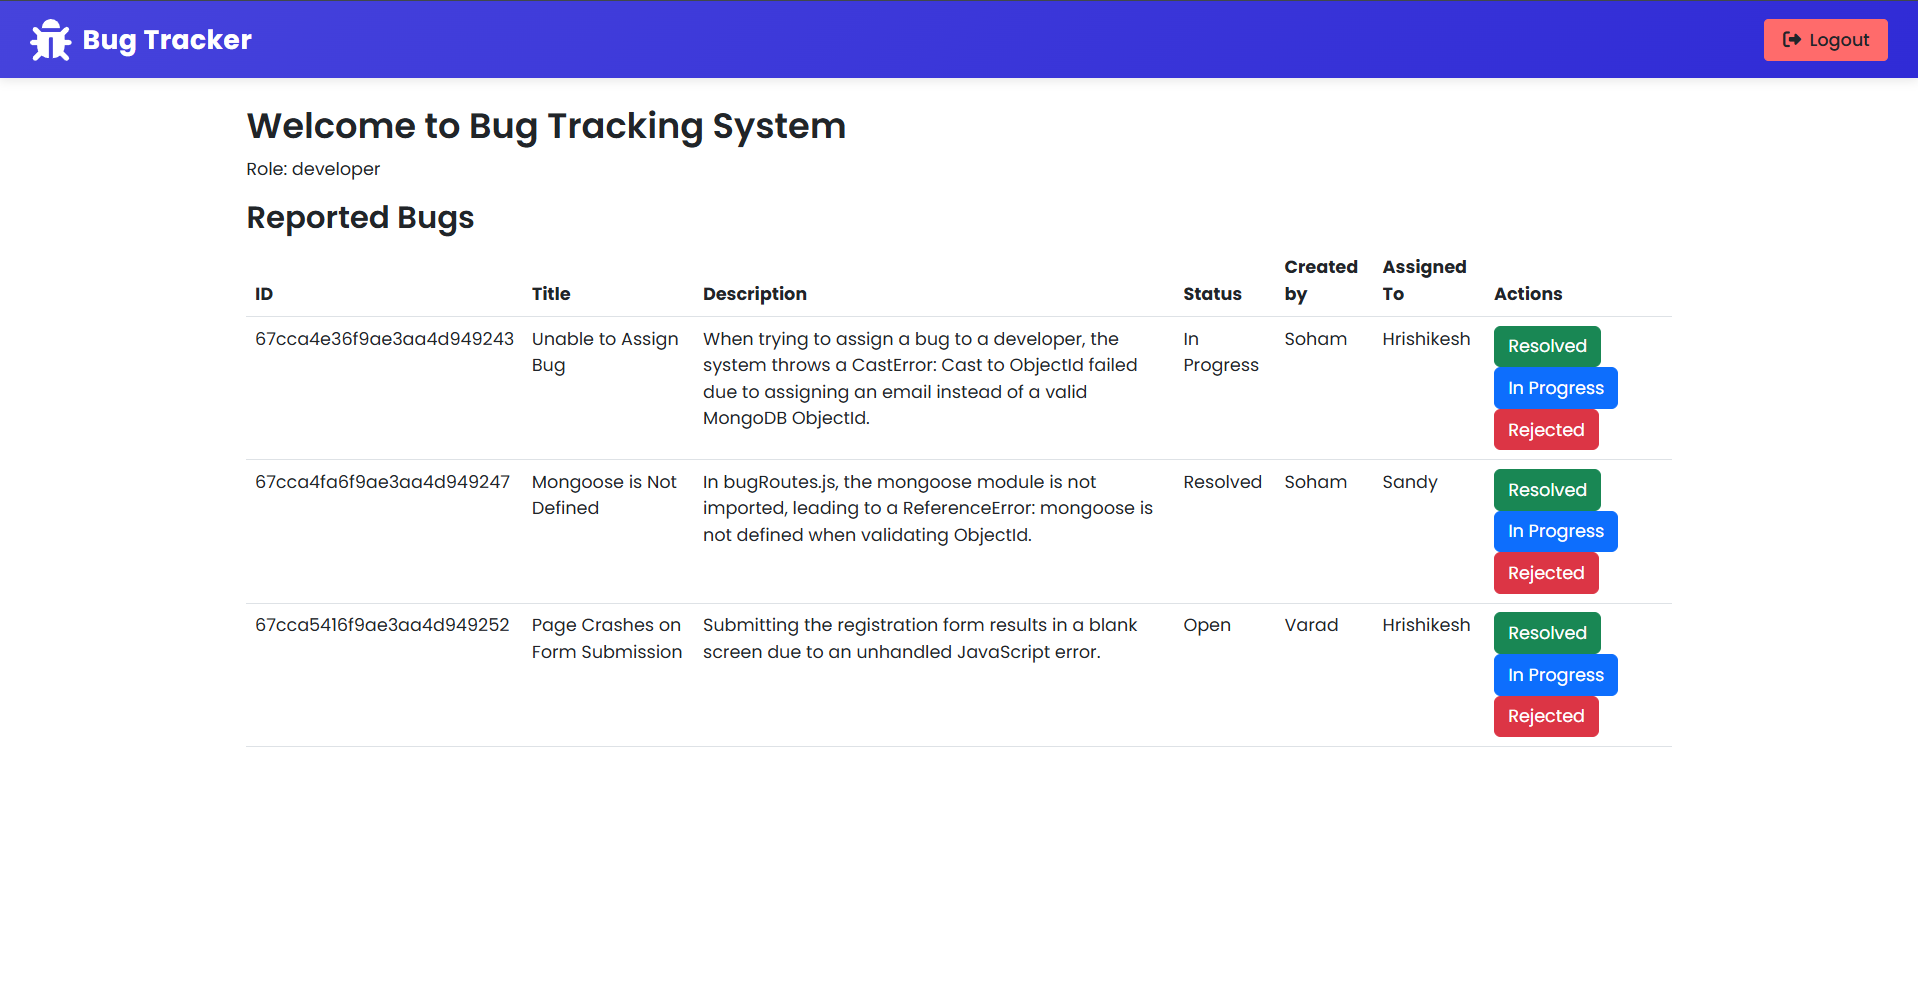 Bug Tracker
Logout
Welcome to Bug Tracking System
Role: developer
Reported Bugs
ID Title Description Status Created by Assigned To Actions
67cca4e36f9ae3aa4d949243 Unable to Assign Bug
When trying to assign a bug to a developer, the
system throws a CastError: Cast to ObjectId failed
due to assigning an email instead of a valid
MongoDB ObjectId.
In Progress
Soham
Hrishikesh
Resolved
In Progress
Rejected
67cca4fa6f9ae3aa4d949247 Mongoose is Not Defined
In bugRoutes.js, the mongoose module is not
imported, leading to a ReferenceError: mongoose is
not defined when validating ObjectId.
Resolved
Soham
Sandy
Resolved
In Progress
Rejected
67cca5416f9ae3aa4d949252 Page Crashes on Form Submission
Submitting the registration form results in a blank
screen due to an unhandled JavaScript error.
Open
Varad
Hrishikesh
Resolved
In Progress
Rejected